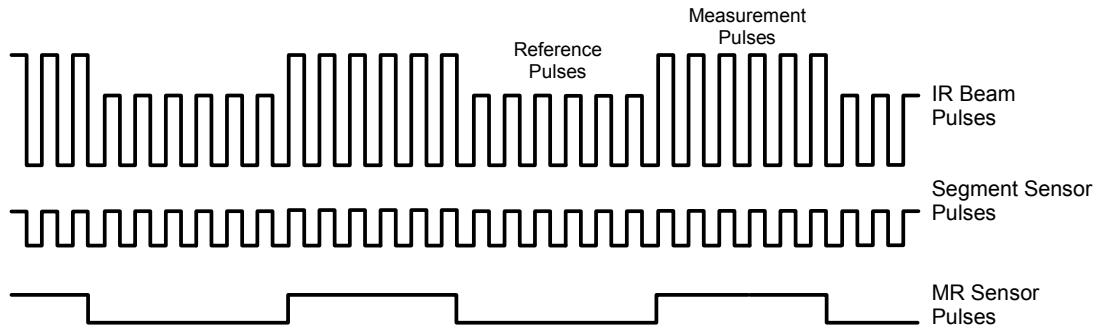 Measurement
Pulses
Reference
Pulses
IR Beam
Pulses
Segment Sensor
Pulses
MR Sensor
Pulses